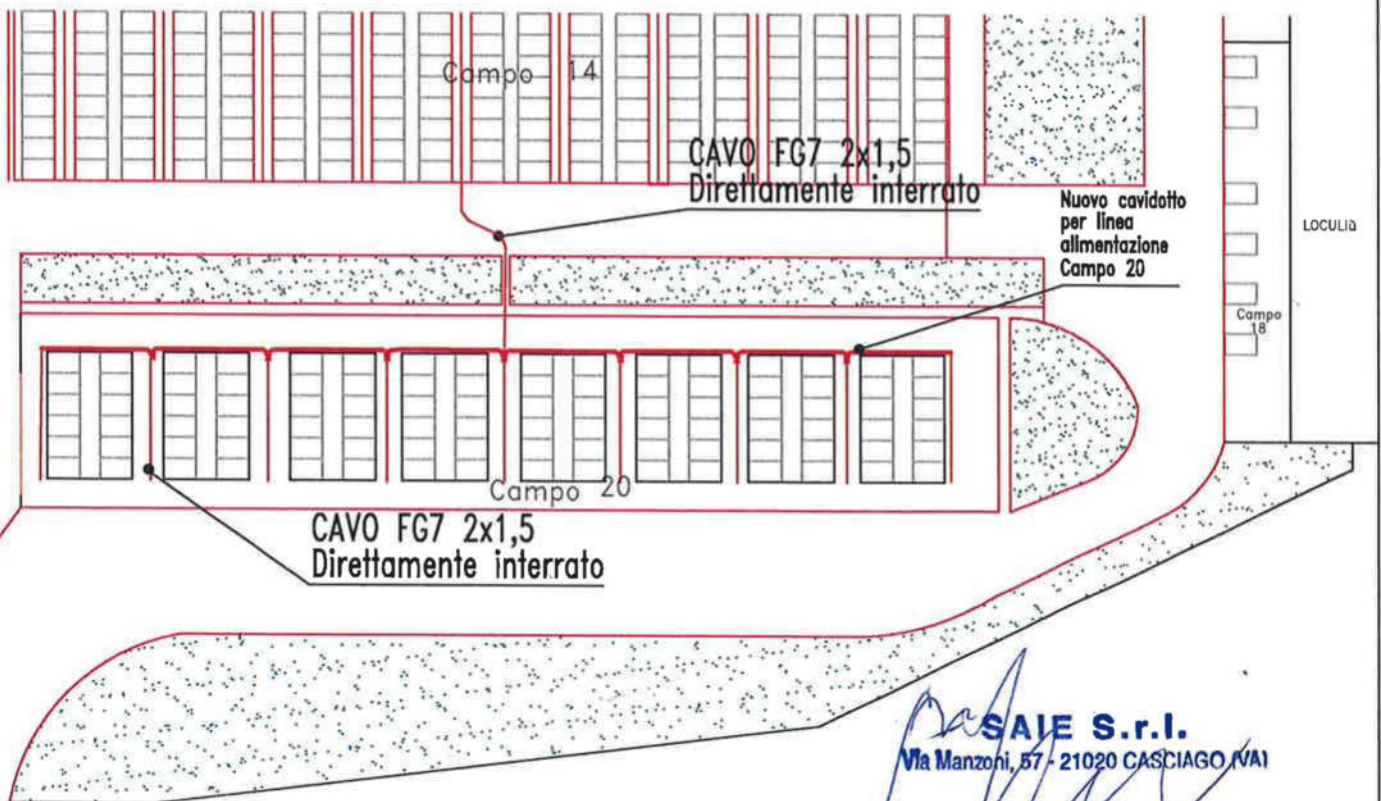 Campo 14
CAVO FG7 2x1,5
Direttamente interrato
Nuovo cavidotto
per linea
allimentazione
Campo 20
LOCULI
Campo
18
Campo 20
CAVO FG7 2x1,5
Direttamente interrato
SAIE S.r.l.
Via Manzoni, 57 - 21020 CASCIAGO (VA)